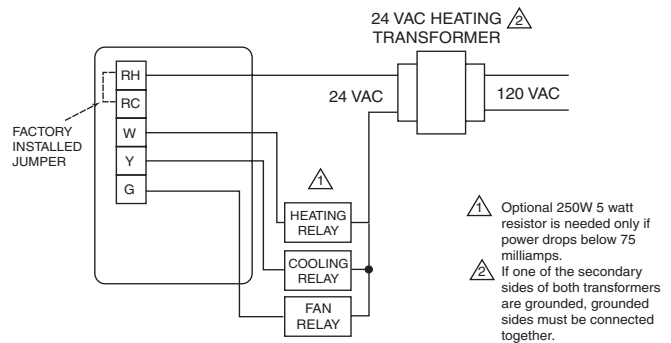 24 VAC HEATING 2
TRANSFORMER
RH
RC
W
Y
G
24 VAC
120 VAC
FACTORY
INSTALLED
JUMPER
1
HEATING
RELAY
COOLING
RELAY
FAN
RELAY
1 Optional 250W 5 watt
resistor is needed only if
power drops below 75
milliamps.
2 If one of the secondary
sides of both transformers
are grounded, grounded
sides must be connected
together.